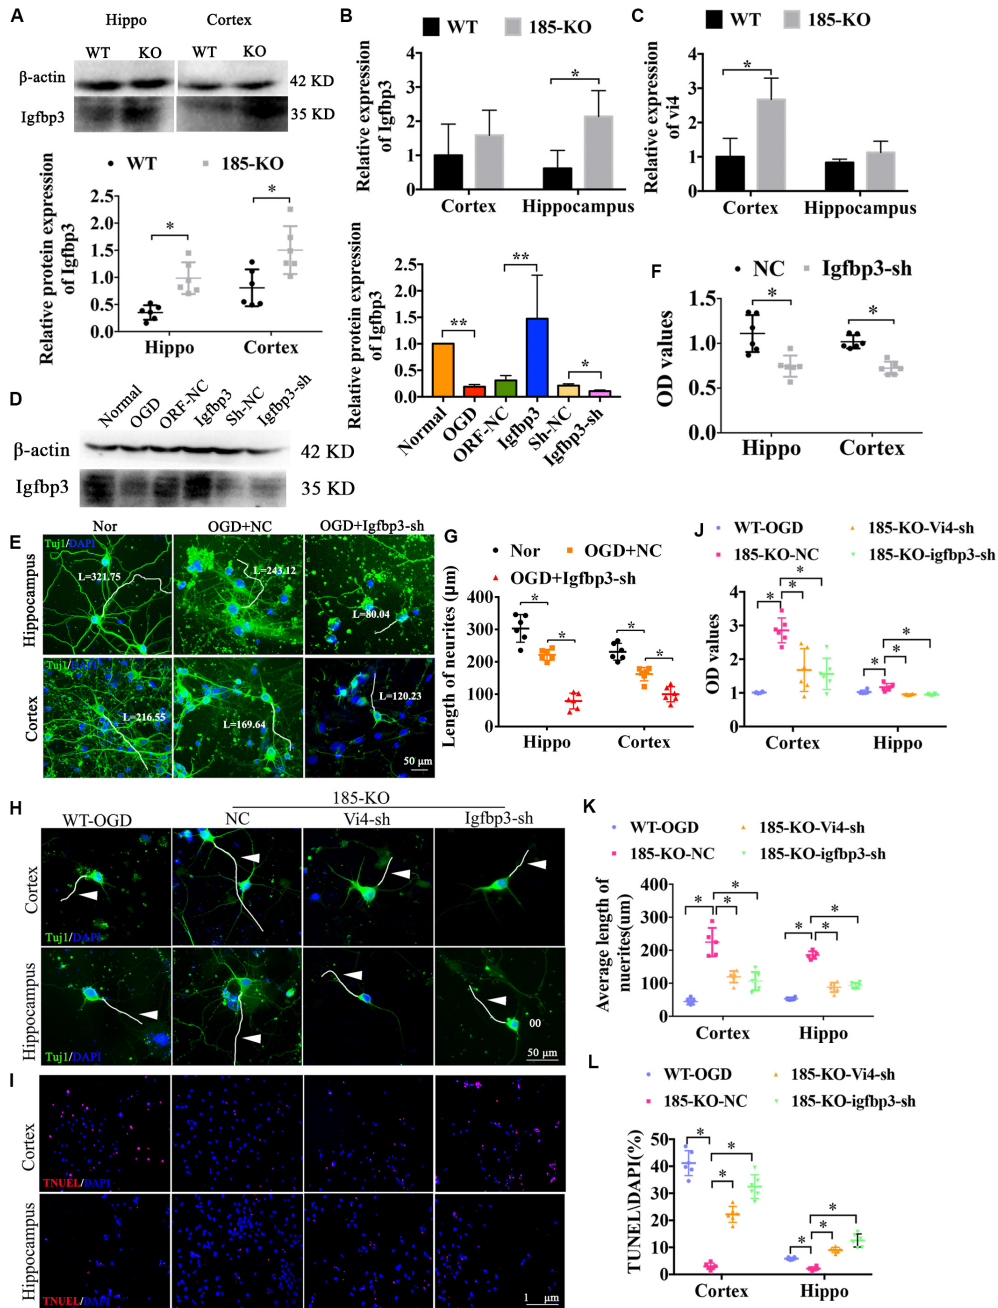 A
Hippo Cortex
WT KO WT KO
β-actin 42 KD
Igfbp3 35 KD
WT 185-KO
Relative protein expression of Igfbp3
2.5
2.0
1.5
1.0
0.5
0.0
* *
Hippo Cortex
B
WT 185-KO
Relative expression of Igfbp3
4
3
2
1
0
*
Cortex Hippocampus
C
WT 185-KO
Relative expression of vi4
4
3
2
1
0
*
Cortex Hippocampus
D
Normal OGD ORF-NC Igfbp3 Sh-NC Igfbp3-sh
β-actin 42 KD
Igfbp3 35 KD
Relative protein expression of Igfbp3
2.5
2.0
1.5
1.0
0.5
0.0
** ** *
Normal OGD ORF-NC Igfbp3 Sh-NC Igfbp3-sh
F
NC Igfbp3-sh
OD values
1.5
1.0
0.5
0.0
* *
Hippo Cortex
E
Nor OGD+NC OGD+Igfbp3-sh
Hippocampus
Tuj1/DAPI
L=321.75 L=243.12 L=80.04
Cortex
Tuj1/DAPI
L=216.55 L=169.64 L=120.23
50 μm
G
Nor OGD+NC
OGD+Igfbp3-sh
Length of neurites (μm)
400
300
200
100
0
* * * *
Hippo Cortex
J
WT-OGD 185-KO-Vi4-sh
185-KO-NC 185-KO-igfbp3-sh
OD values
4
3
2
1
0
* * * * * *
Cortex Hippo
H
185-KO
WT-OGD NC Vi4-sh Igfbp3-sh
Cortex
Tuj1/DAPI
Hippocampus
Tuj1/DAPI
00
50 μm
K
WT-OGD 185-KO-Vi4-sh
185-KO-NC 185-KO-igfbp3-sh
Average length of nuerites(um)
400
300
200
100
0
* * * * * *
Cortex Hippo
I
Cortex
TNUEL/DAPI
Hippocampus
TNUEL/DAPI
1 μm
L
WT-OGD 185-KO-Vi4-sh
185-KO-NC 185-KO-igfbp3-sh
TUNEL\DAPI(%)
50
40
30
20
10
0
* * * * * *
Cortex Hippo